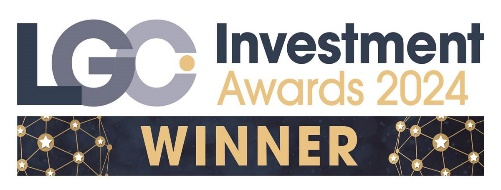 LGC Investment
Awards 2024
WINNER